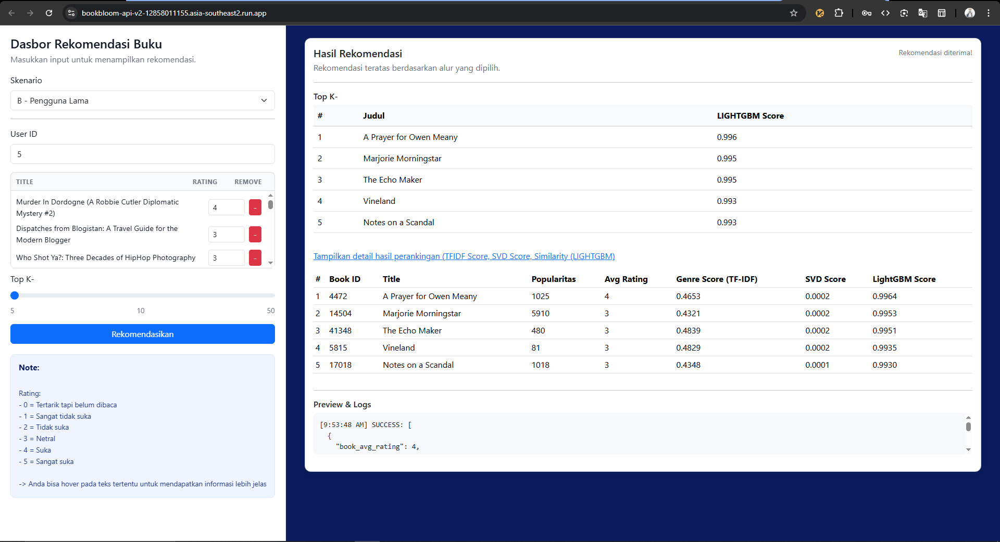 bookbloom-api-v2-12858011155.asia-southeast2.run.app
Dasbor Rekomendasi Buku
Masukkan input untuk menampilkan rekomendasi.
Skenario
B - Pengguna Lama
User ID
5
TITLE RATING REMOVE
Murder In Dordogne (A Robbie Cutler Diplomatic
Mystery #2)
4 -
Dispatches from Blogistan: A Travel Guide for the
Modern Blogger
3 -
Who Shot Ya?: Three Decades of HipHop Photography 3 -
Top K-
5 10 50
Rekomendasikan
Note:
Rating:
- 0 = Tertarik tapi belum dibaca
- 1 = Sangat tidak suka
- 2 = Tidak suka
- 3 = Netral
- 4 = Suka
- 5 = Sangat suka
-> Anda bisa hover pada teks tertentu untuk mendapatkan informasi lebih jelas
Hasil Rekomendasi
Rekomendasi diterima!
Rekomendasi teratas berdasarkan alur yang dipilih.
Top K-
# Judul LIGHTGBM Score
1 A Prayer for Owen Meany 0.996
2 Marjorie Morningstar 0.995
3 The Echo Maker 0.995
4 Vineland 0.993
5 Notes on a Scandal 0.993
Tampilkan detail hasil perankingan (TFIDF Score, SVD Score, Similarity (LIGHTGBM)
# Book ID Title Popularitas Avg Rating Genre Score (TF-IDF) SVD Score LightGBM Score
1 4472 A Prayer for Owen Meany 1025 4 0.4653 0.0002 0.9964
2 14504 Marjorie Morningstar 5910 3 0.4321 0.0002 0.9953
3 41348 The Echo Maker 480 3 0.4839 0.0002 0.9951
4 5815 Vineland 81 3 0.4829 0.0002 0.9935
5 17018 Notes on a Scandal 1018 3 0.4348 0.0001 0.9930
Preview & Logs
[9:53:48 AM] SUCCESS: [
{
"book_avg_rating": 4,